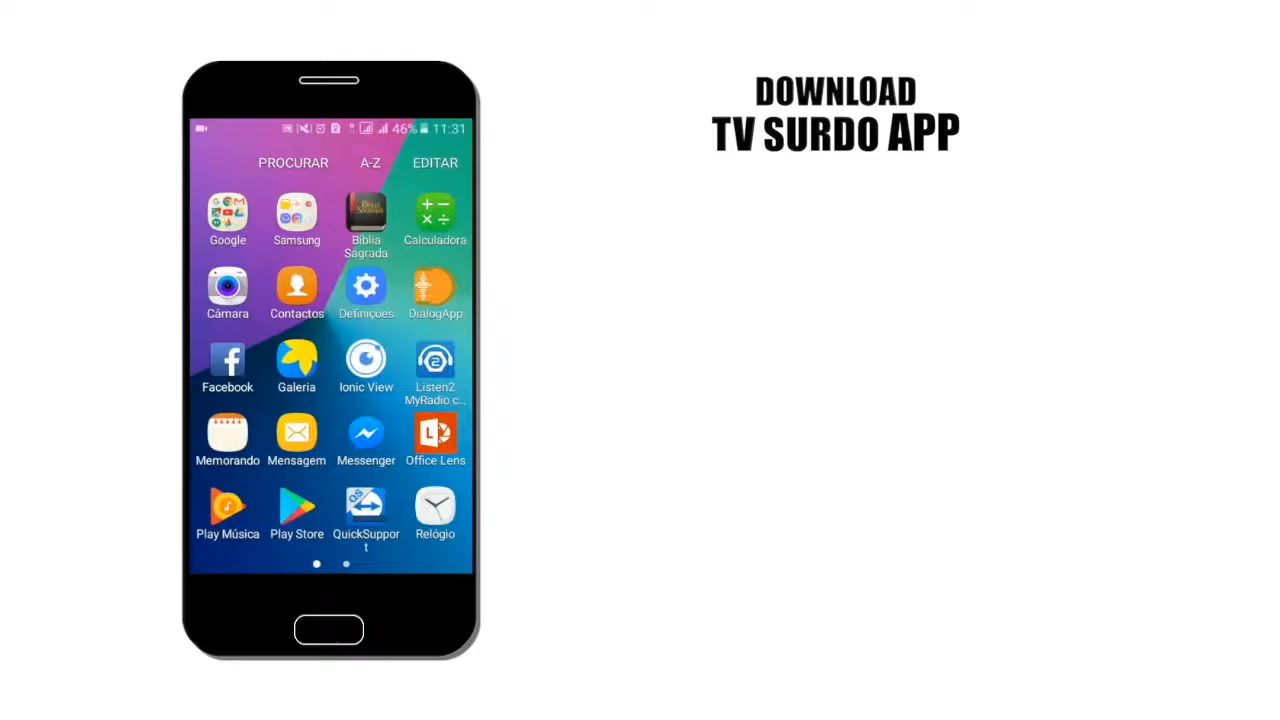 DOWNLOAD
TV SURDO APP
46% 11:31
PROCURAR A-Z EDITAR
Google Samsung Bíblia Sagrada Calculadora
Câmara Contactos Definições DialogApp
Facebook Galeria Ionic View Listen2 MyRadio c...
Memorando Mensagem Messenger Office Lens
Play Música Play Store QuickSupport Relógio